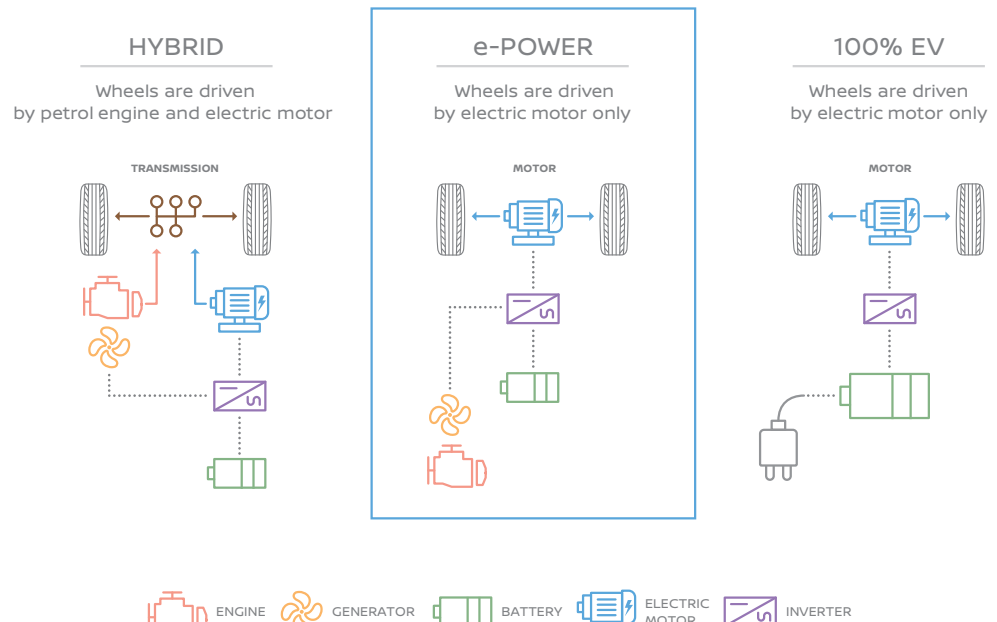 HYBRID
Wheels are driven
by petrol engine and electric motor
TRANSMISSION
e-POWER
Wheels are driven
by electric motor only
MOTOR
100% EV
Wheels are driven
by electric motor only
MOTOR
ENGINE
GENERATOR
BATTERY
ELECTRIC
MOTOR
INVERTER